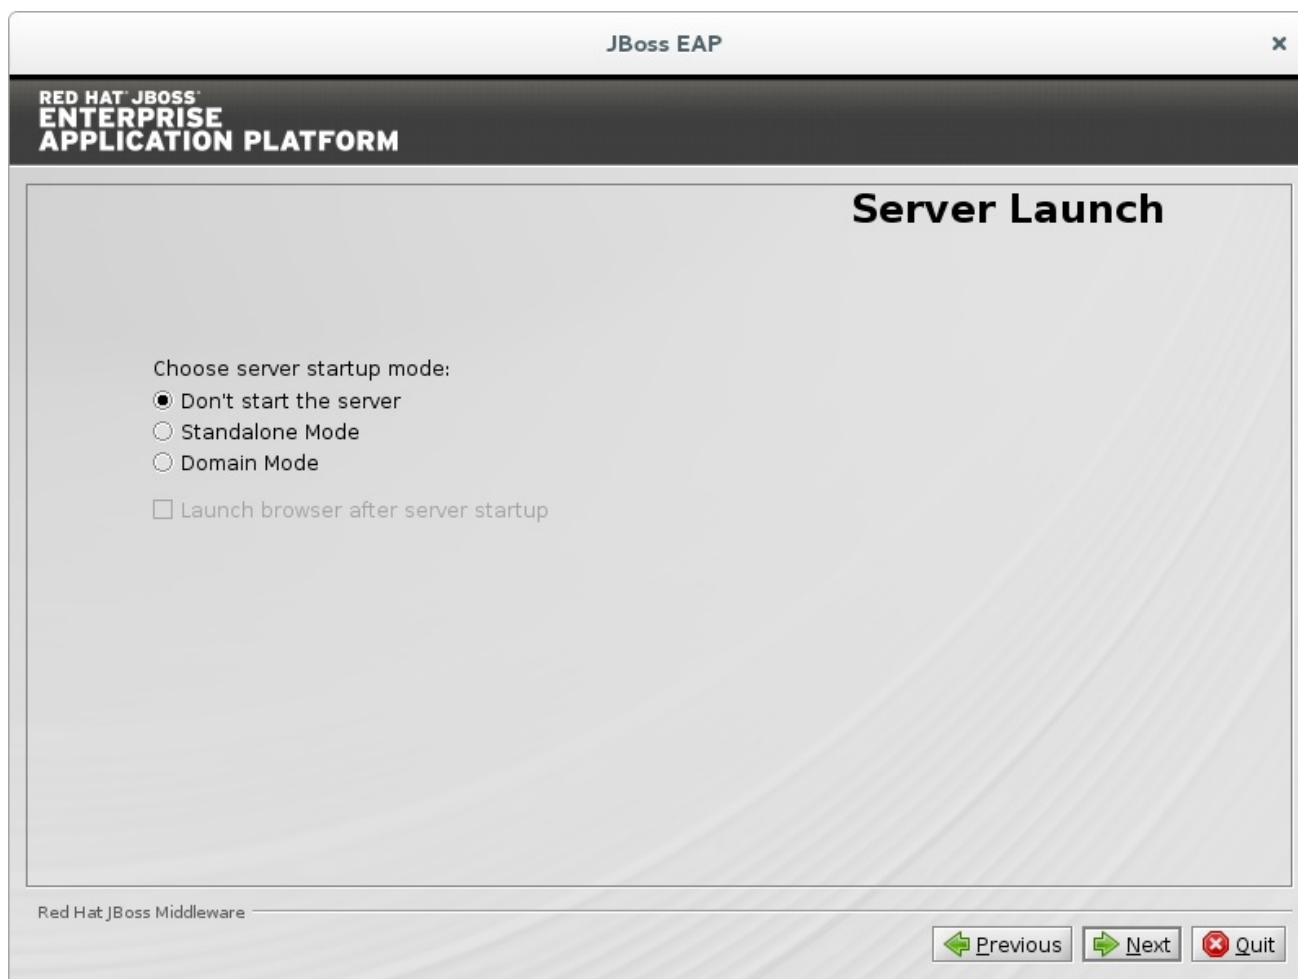 JBoss EAP
RED HAT JBOSS
ENTERPRISE
APPLICATION PLATFORM
Server Launch
Choose server startup mode:
Don't start the server
Standalone Mode
Domain Mode
Launch browser after server startup
Red Hat JBoss Middleware
Previous Next Quit